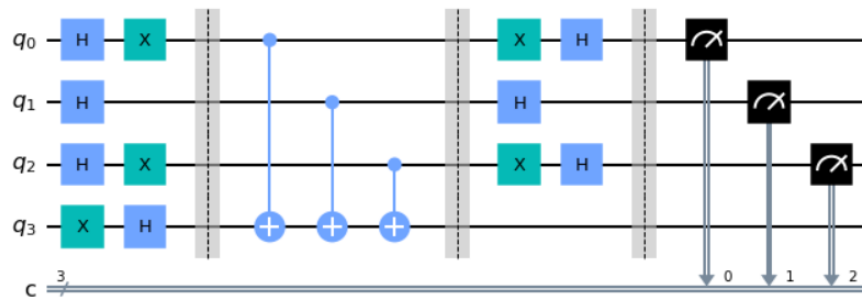 q0 H X X H
q1 H H
q2 H X X H
q3 X H
3 0 1 2
c